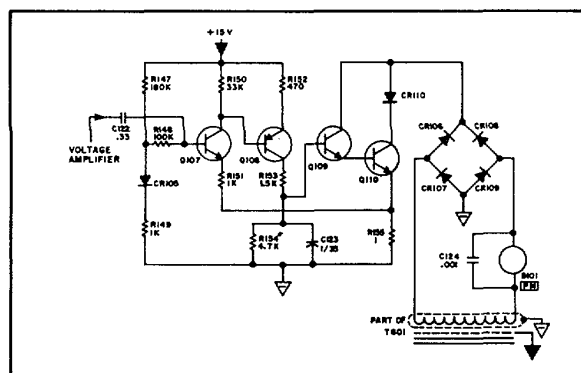 +15V
R147
180K
R150
33K
R152
470
CR110
C122
.33
R148
100K
VOLTAGE
AMPLIFIER
Q107
Q108
Q109
Q110
CR106
CR108
CR107
CR109
CR105
R151
1K
R153
1.5K
R149
1K
R154*
4.7K
C123
1/35
R155
1
C124
.001
B101
PM
PART OF
T601